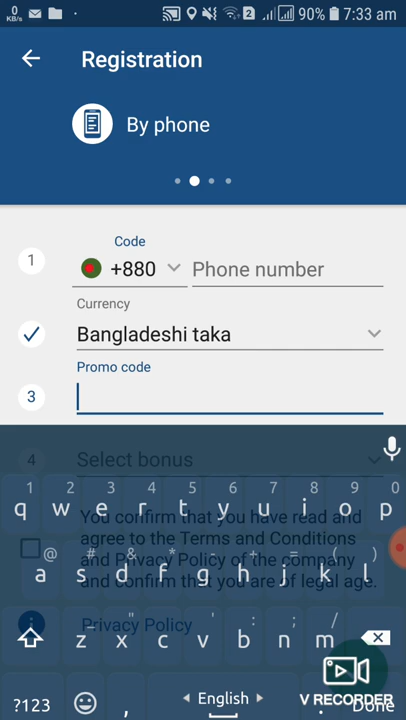 0
KB/s
2
90%
7:33 am
Registration
By phone
Code
1
+880
Phone number
Currency
Bangladeshi taka
Promo code
3
4
Select bonus
1 2 3 4 5 6 7 8 9 0
q w e r t y u i o p
You confirm that you have read and
agree to the Terms and Conditions
and Privacy Policy of the company
and confirm that you are of legal age.
@ # & * - + = ( )
a s d f g h j k l
Privacy Policy
_ " ' : ; /
z x c v b n m
?123
,
English
.
Done
V RECORDER